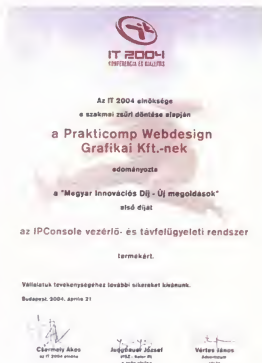 IT 2004
KONFERENCIA ÉS KIÁLLÍTÁS
Az IT 2004 elnöksége
a szakmai zsűri döntése alapján
a Prakticomp Webdesign
Grafikai Kft.-nek
adományozta
a "Magyar Innovációs Díj - Új megoldások"
első díját
az IPConsole vezérlő- és távfelügyeleti rendszer
termékért.
Vállalatuk tevékenységéhez további sikereket kívánunk.
Budapest, 2004. április 21
Csermely Ákos
IT 2004 elnöke
József
Vértes János